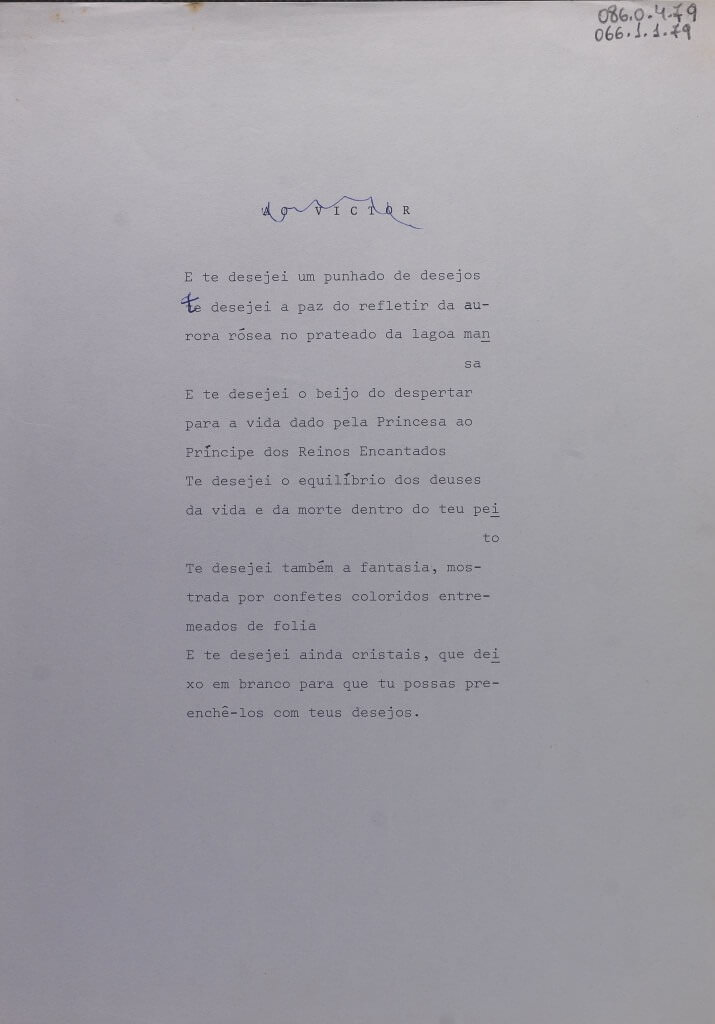 086.0.4.79
066.1.1.79
AO VICTOR
E te desejei um punhado de desejos
te desejei a paz do refletir da au-
rora rósea no prateado da lagoa man
sa
E te desejei o beijo do despertar
para a vida dado pela Princesa ao
Príncipe dos Reinos Encantados
Te desejei o equilíbrio dos deuses
da vida e da morte dentro do teu pei
to
Te desejei também a fantasia, mos-
trada por confetes coloridos entre-
meados de folia
E te desejei ainda cristais, que dei
xo em branco para que tu possas pre-
enchê-los com teus desejos.